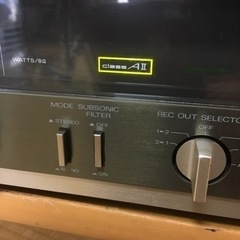 WATTS/8Ω
class AII
MODE SUBSONIC
FILTER
REC OUT SELECTOR
STEREO
OFF
OFF
1▸2
2▸1
ON